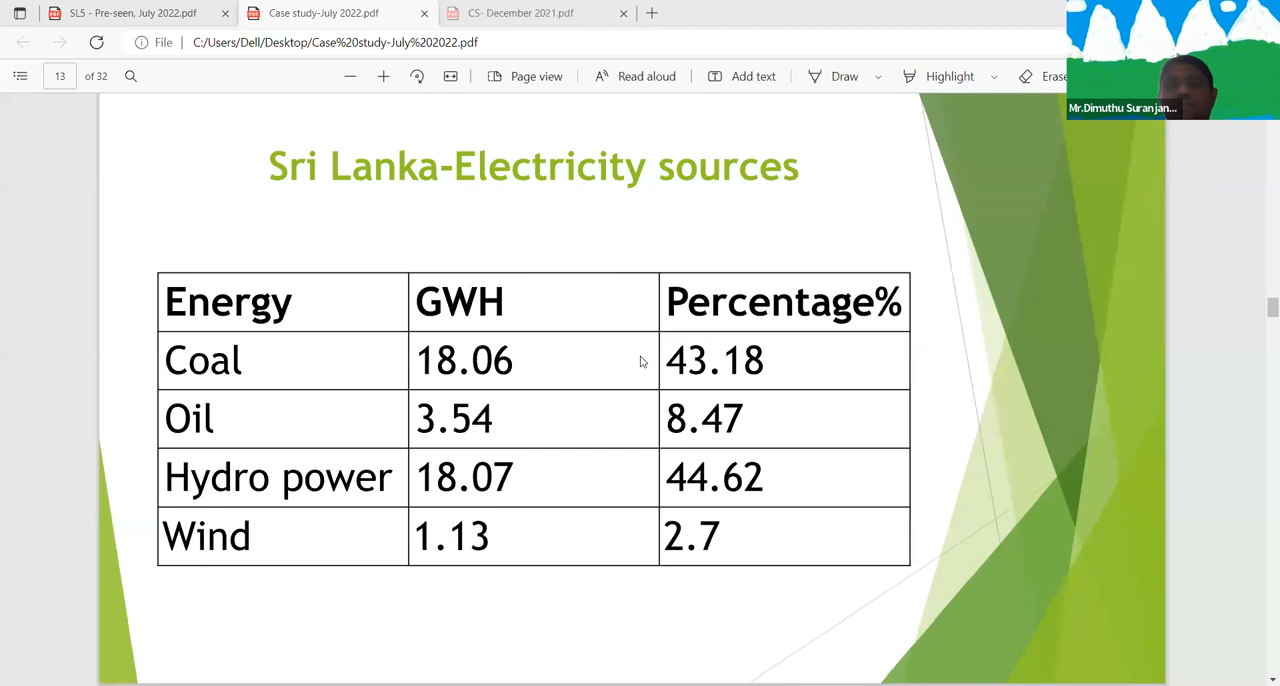 SL5 - Pre-seen, July 2022.pdf
Case study-July 2022.pdf
CS- December 2021.pdf
File
C:/Users/Dell/Desktop/Case%20study-July%202022.pdf
13 of 32
Page view
Read aloud
Add text
Draw
Highlight
Erase
Mr.Dimuthu Suranjan...
Sri Lanka-Electricity sources
Energy GWH Percentage%
Coal 18.06 43.18
Oil 3.54 8.47
Hydro power 18.07 44.62
Wind 1.13 2.7